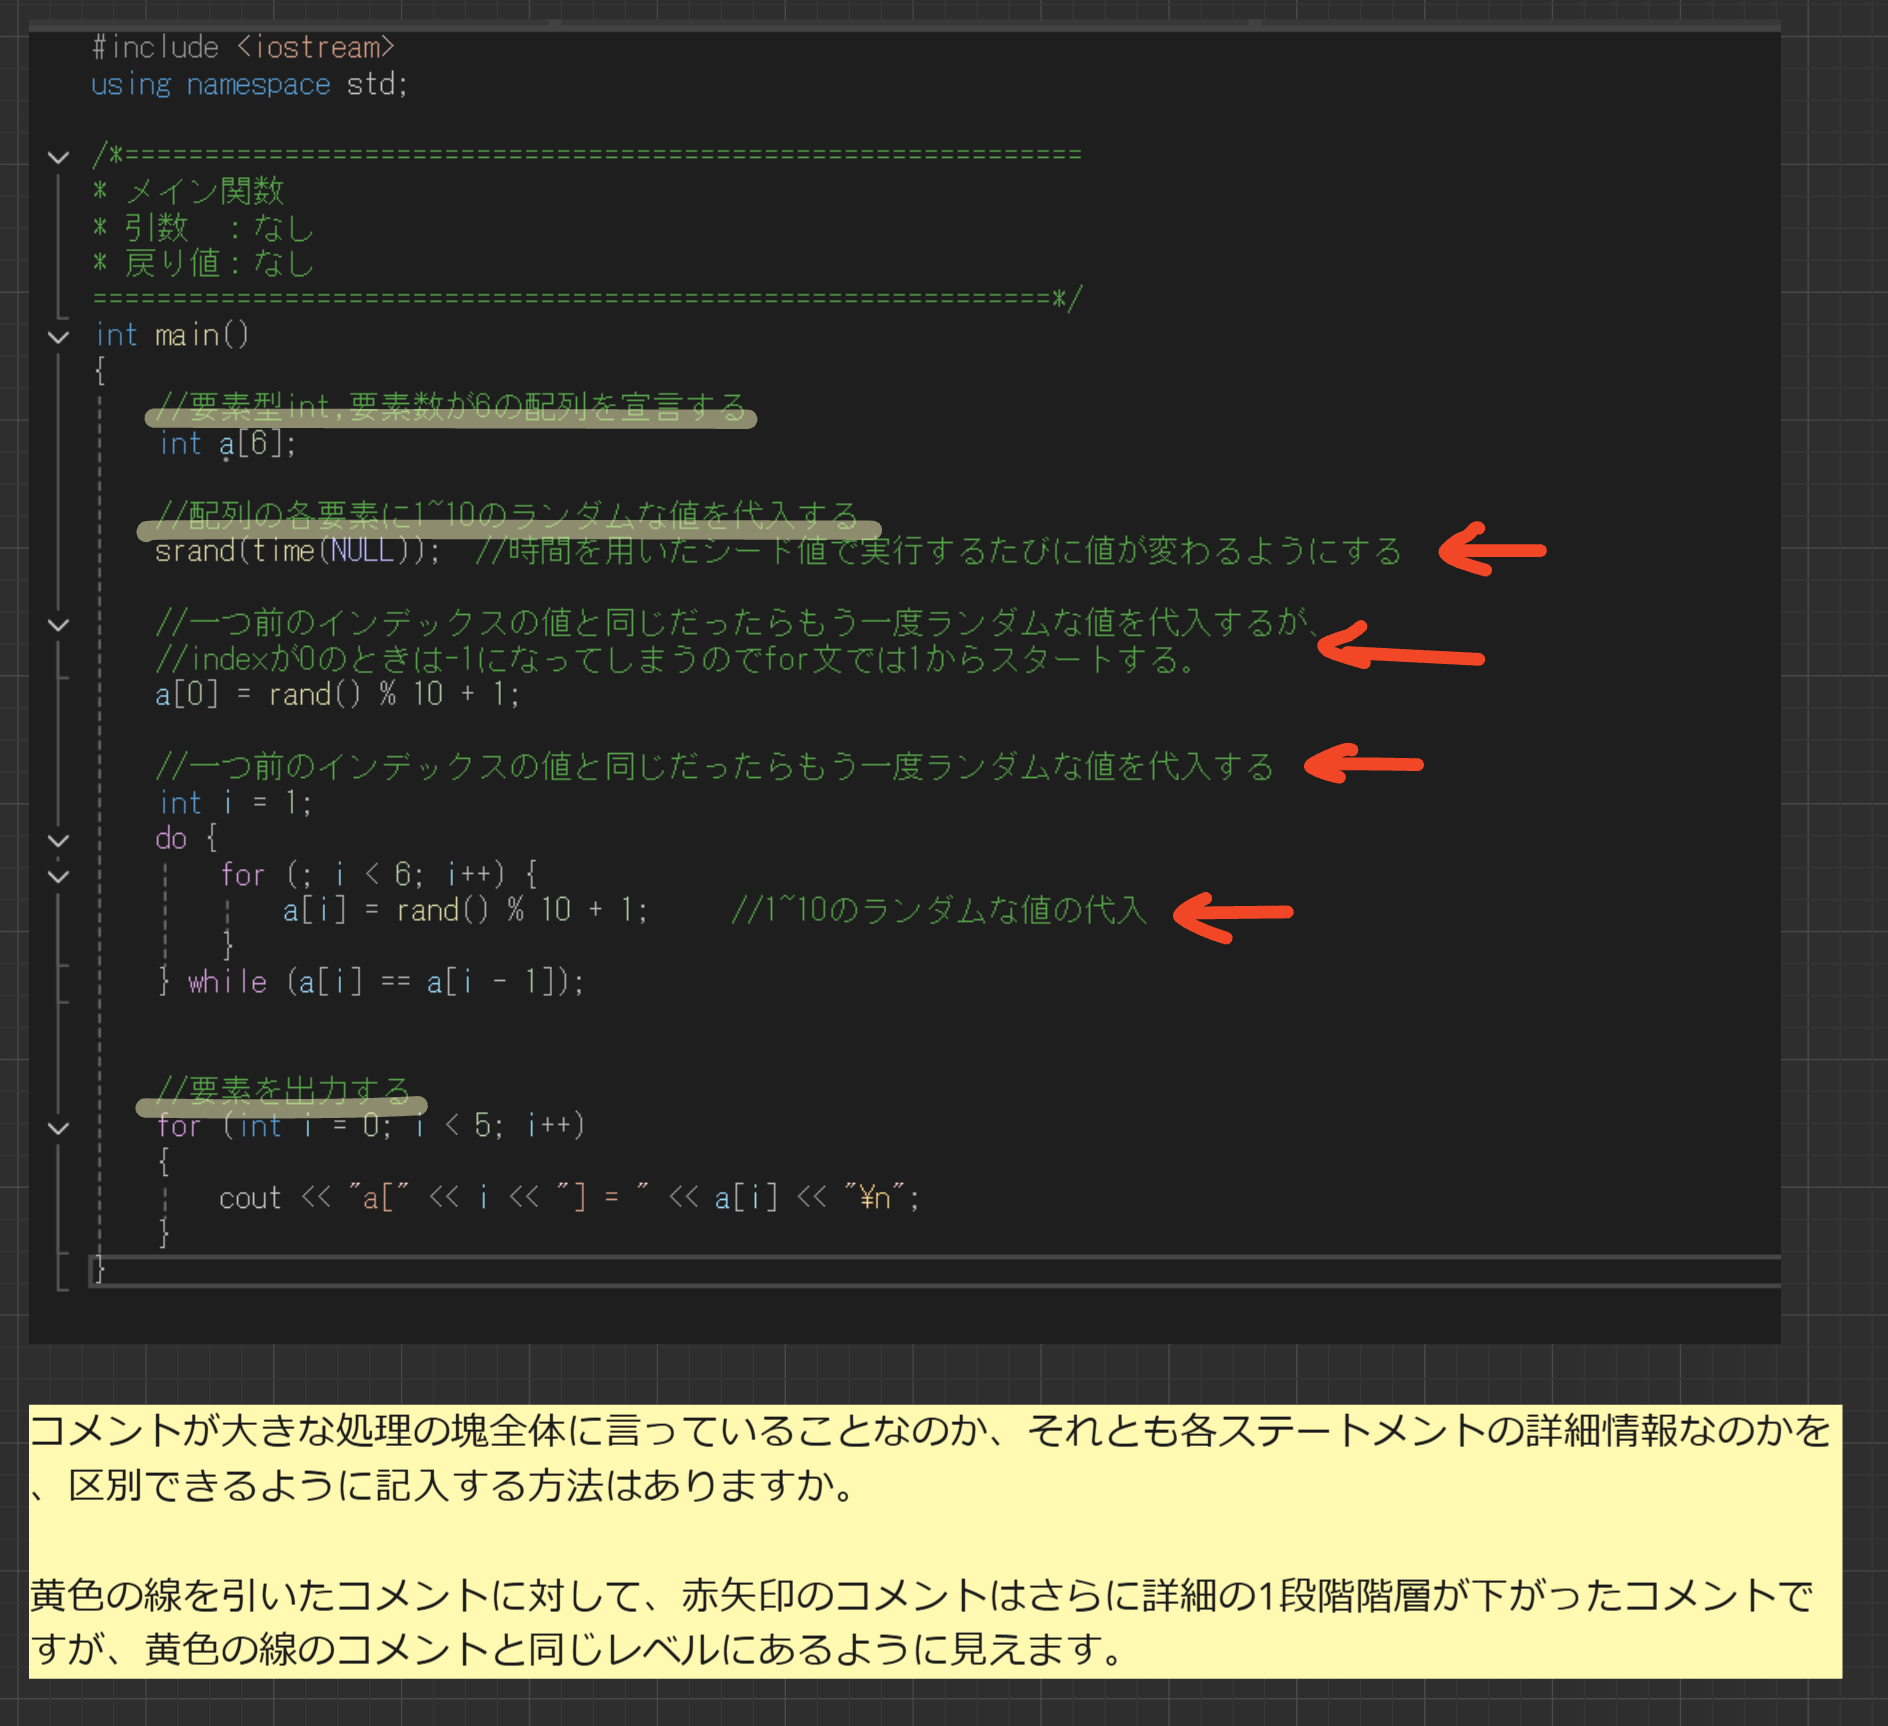 #include <iostream>
using namespace std;
/*============================================================
* メイン関数
* 引数　：なし
* 戻り値：なし
============================================================*/
int main()
{
//要素型int,要素数が6の配列を宣言する
int a[6];
//配列の各要素に1~10のランダムな値を代入する
srand(time(NULL)); //時間を用いたシード値で実行するたびに値が変わるようにする
//一つ前のインデックスの値と同じだったらもう一度ランダムな値を代入するが、
//indexが0のときは-1になってしまうのでfor文では1からスタートする。
a[0] = rand() % 10 + 1;
//一つ前のインデックスの値と同じだったらもう一度ランダムな値を代入する
int i = 1;
do {
for (; i < 6; i++) {
a[i] = rand() % 10 + 1; //1~10のランダムな値の代入
}
} while (a[i] == a[i - 1]);
//要素を出力する
for (int i = 0; i < 5; i++)
{
cout << "a[" << i << "] = " << a[i] << "¥n";
}
}
コメントが大きな処理の塊全体に言っていることなのか、それとも各ステートメントの詳細情報なのかを
、区別できるように記入する方法はありますか。
黄色の線を引いたコメントに対して、赤矢印のコメントはさらに詳細の1段階階層が下がったコメントで
すが、黄色の線のコメントと同じレベルにあるように見えます。